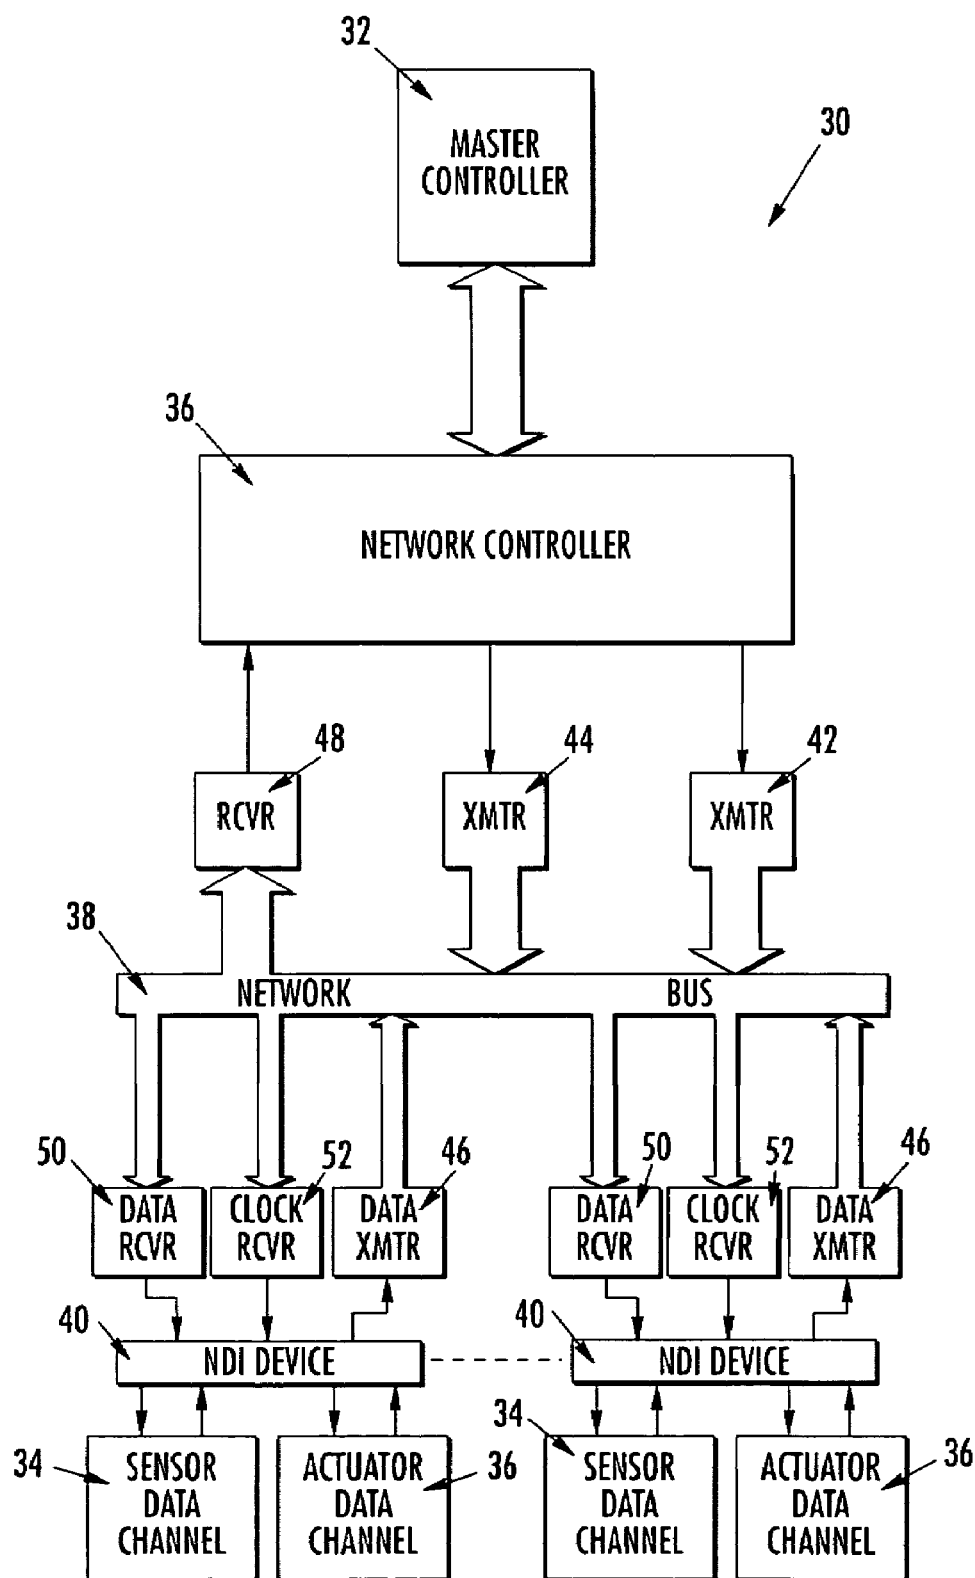 32
MASTER
CONTROLLER
30
36
NETWORK CONTROLLER
48
44
42
RCVR
XMTR
XMTR
38
NETWORK BUS
50
52
46
50
52
46
DATA
RCVR
CLOCK
RCVR
DATA
XMTR
DATA
RCVR
CLOCK
RCVR
DATA
XMTR
40
NDI DEVICE
40
NDI DEVICE
34
SENSOR
DATA
CHANNEL
ACTUATOR
DATA
CHANNEL
36
34
SENSOR
DATA
CHANNEL
ACTUATOR
DATA
CHANNEL
36